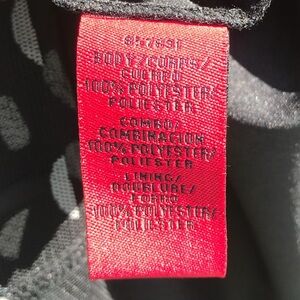 BODY/CORPS/
CUERPO
100% POLYESTER/
POLIESTER
COMBO/
COMBINACION
100% POLYESTER/
POLIESTER
LINING/
DOUBLURE/
FORRO
100% POLYESTER/
POLIESTER